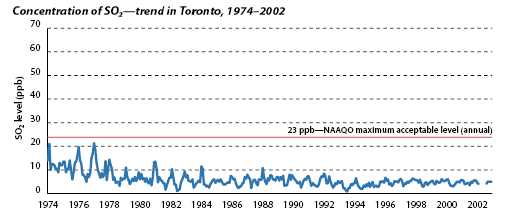 Concentration of SO₂—trend in Toronto, 1974–2002
70
60
50
40
30
20
10
0
SO₂ level (ppb)
23 ppb—NAAQO maximum acceptable level (annual)
1974 1976 1978 1980 1982 1984 1986 1988 1990 1992 1994 1996 1998 2000 2002